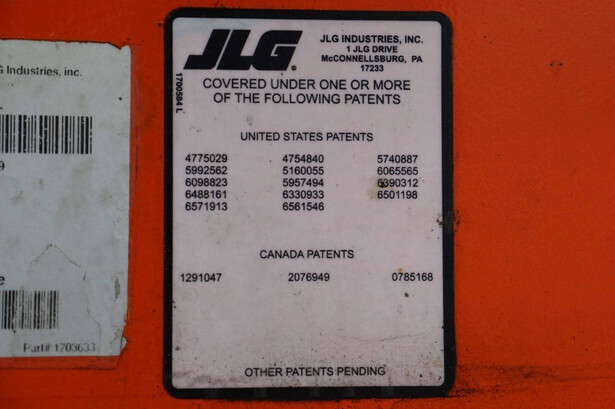 G Industries, inc.
9
e
Part# 1703633
JLG®
JLG INDUSTRIES, INC.
1 JLG DRIVE
McCONNELLSBURG, PA
17233
1700584 L
COVERED UNDER ONE OR MORE
OF THE FOLLOWING PATENTS
UNITED STATES PATENTS
4775029 4754840 5740887
5992562 5160055 6065565
6098823 5957494 6390312
6488161 6330933 6501198
6571913 6561546
CANADA PATENTS
1291047 2076949 0785168
OTHER PATENTS PENDING